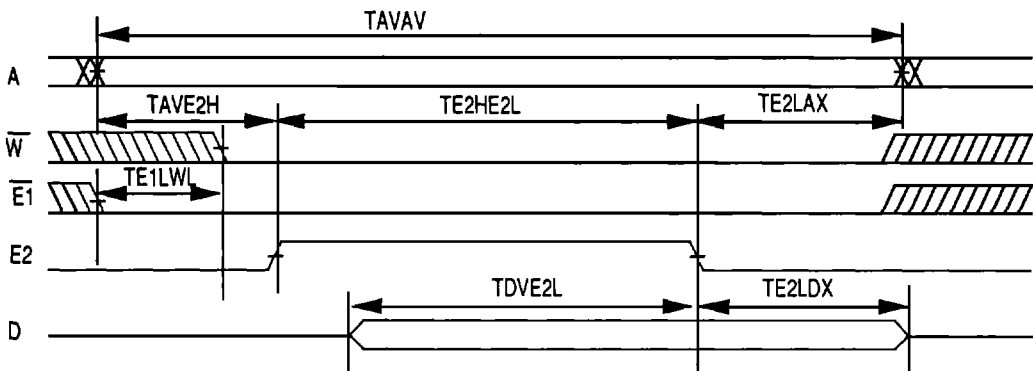 TAVAV
A
TAVE2H TE2HE2L TE2LAX
W
TE1LWL
E1
E2
TDVE2L TE2LDX
D